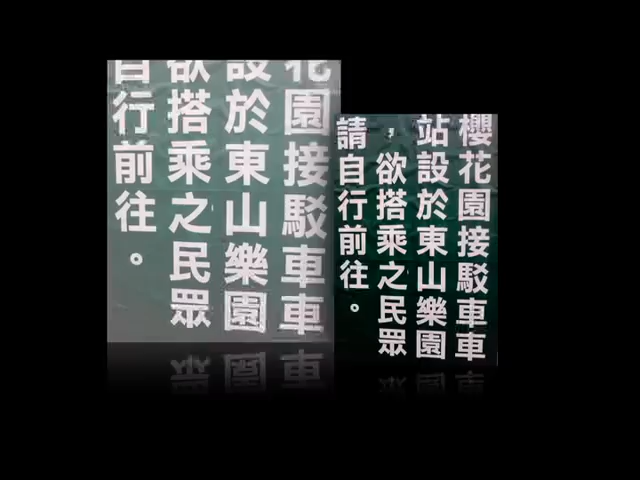 花園接駁車車
設於東山樂園
欲搭乘之民眾
自行前往。
櫻花園接駁車車
站設於東山樂園
，欲搭乘之民眾
請自行前往。